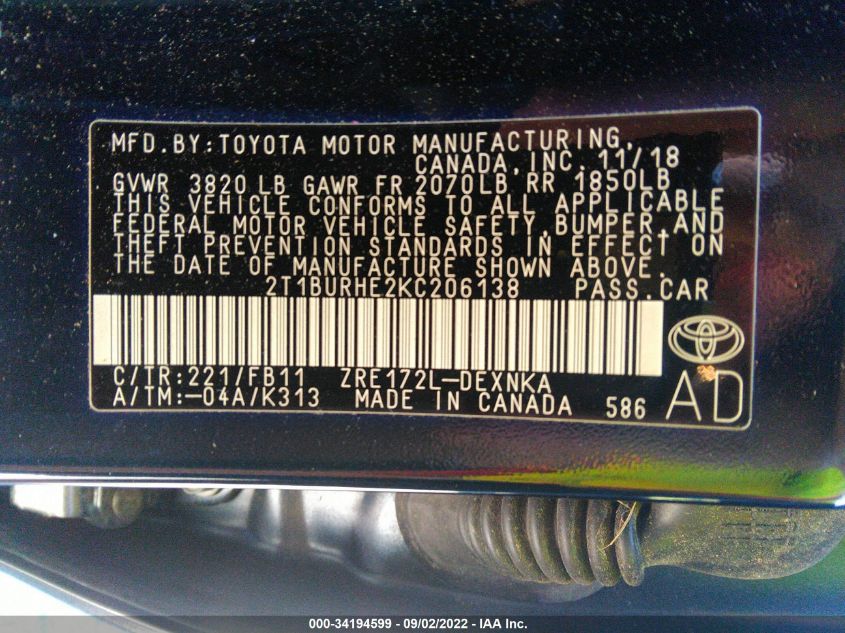 MFD.BY:TOYOTA MOTOR MANUFACTURING,
CANADA,INC. 11/18
GVWR 3820 LB GAWR FR 2070LB RR 1850LB
THIS VEHICLE CONFORMS TO ALL APPLICABLE
FEDERAL MOTOR VEHICLE SAFETY,BUMPER,AND
THEFT PREVENTION STANDARDS IN EFFECT ON
THE DATE OF MANUFACTURE SHOWN ABOVE.
2T1BURHE2KC206138 PASS.CAR
C/TR:221/FB11 ZRE172L-DEXNKA
A/TM:-04A/K313 MADE IN CANADA 586 AD
000-34194599 - 09/02/2022 - IAA Inc.